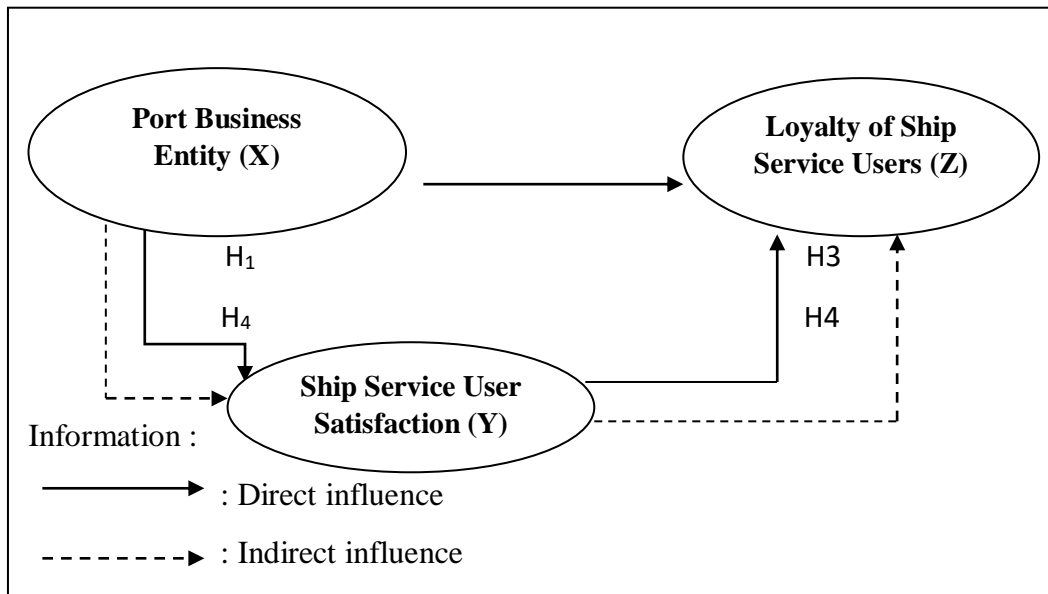 Port Business
Entity (X)
Loyalty of Ship
Service Users (Z)
H₁
H3
H₄
H4
Ship Service User
Satisfaction (Y)
Information :
: Direct influence
: Indirect influence